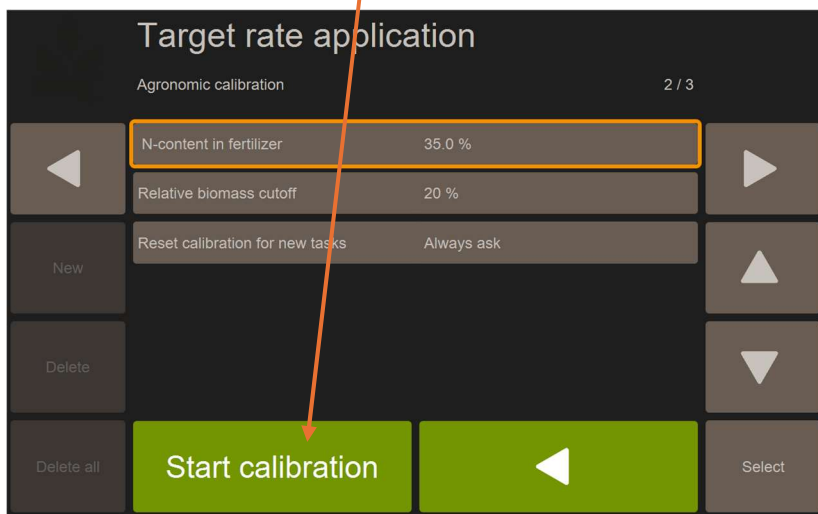 Target rate application
Agronomic calibration 2 / 3
N-content in fertilizer 35.0 %
Relative biomass cutoff 20 %
Reset calibration for new tasks Always ask
New
Delete
Delete all Start calibration Select